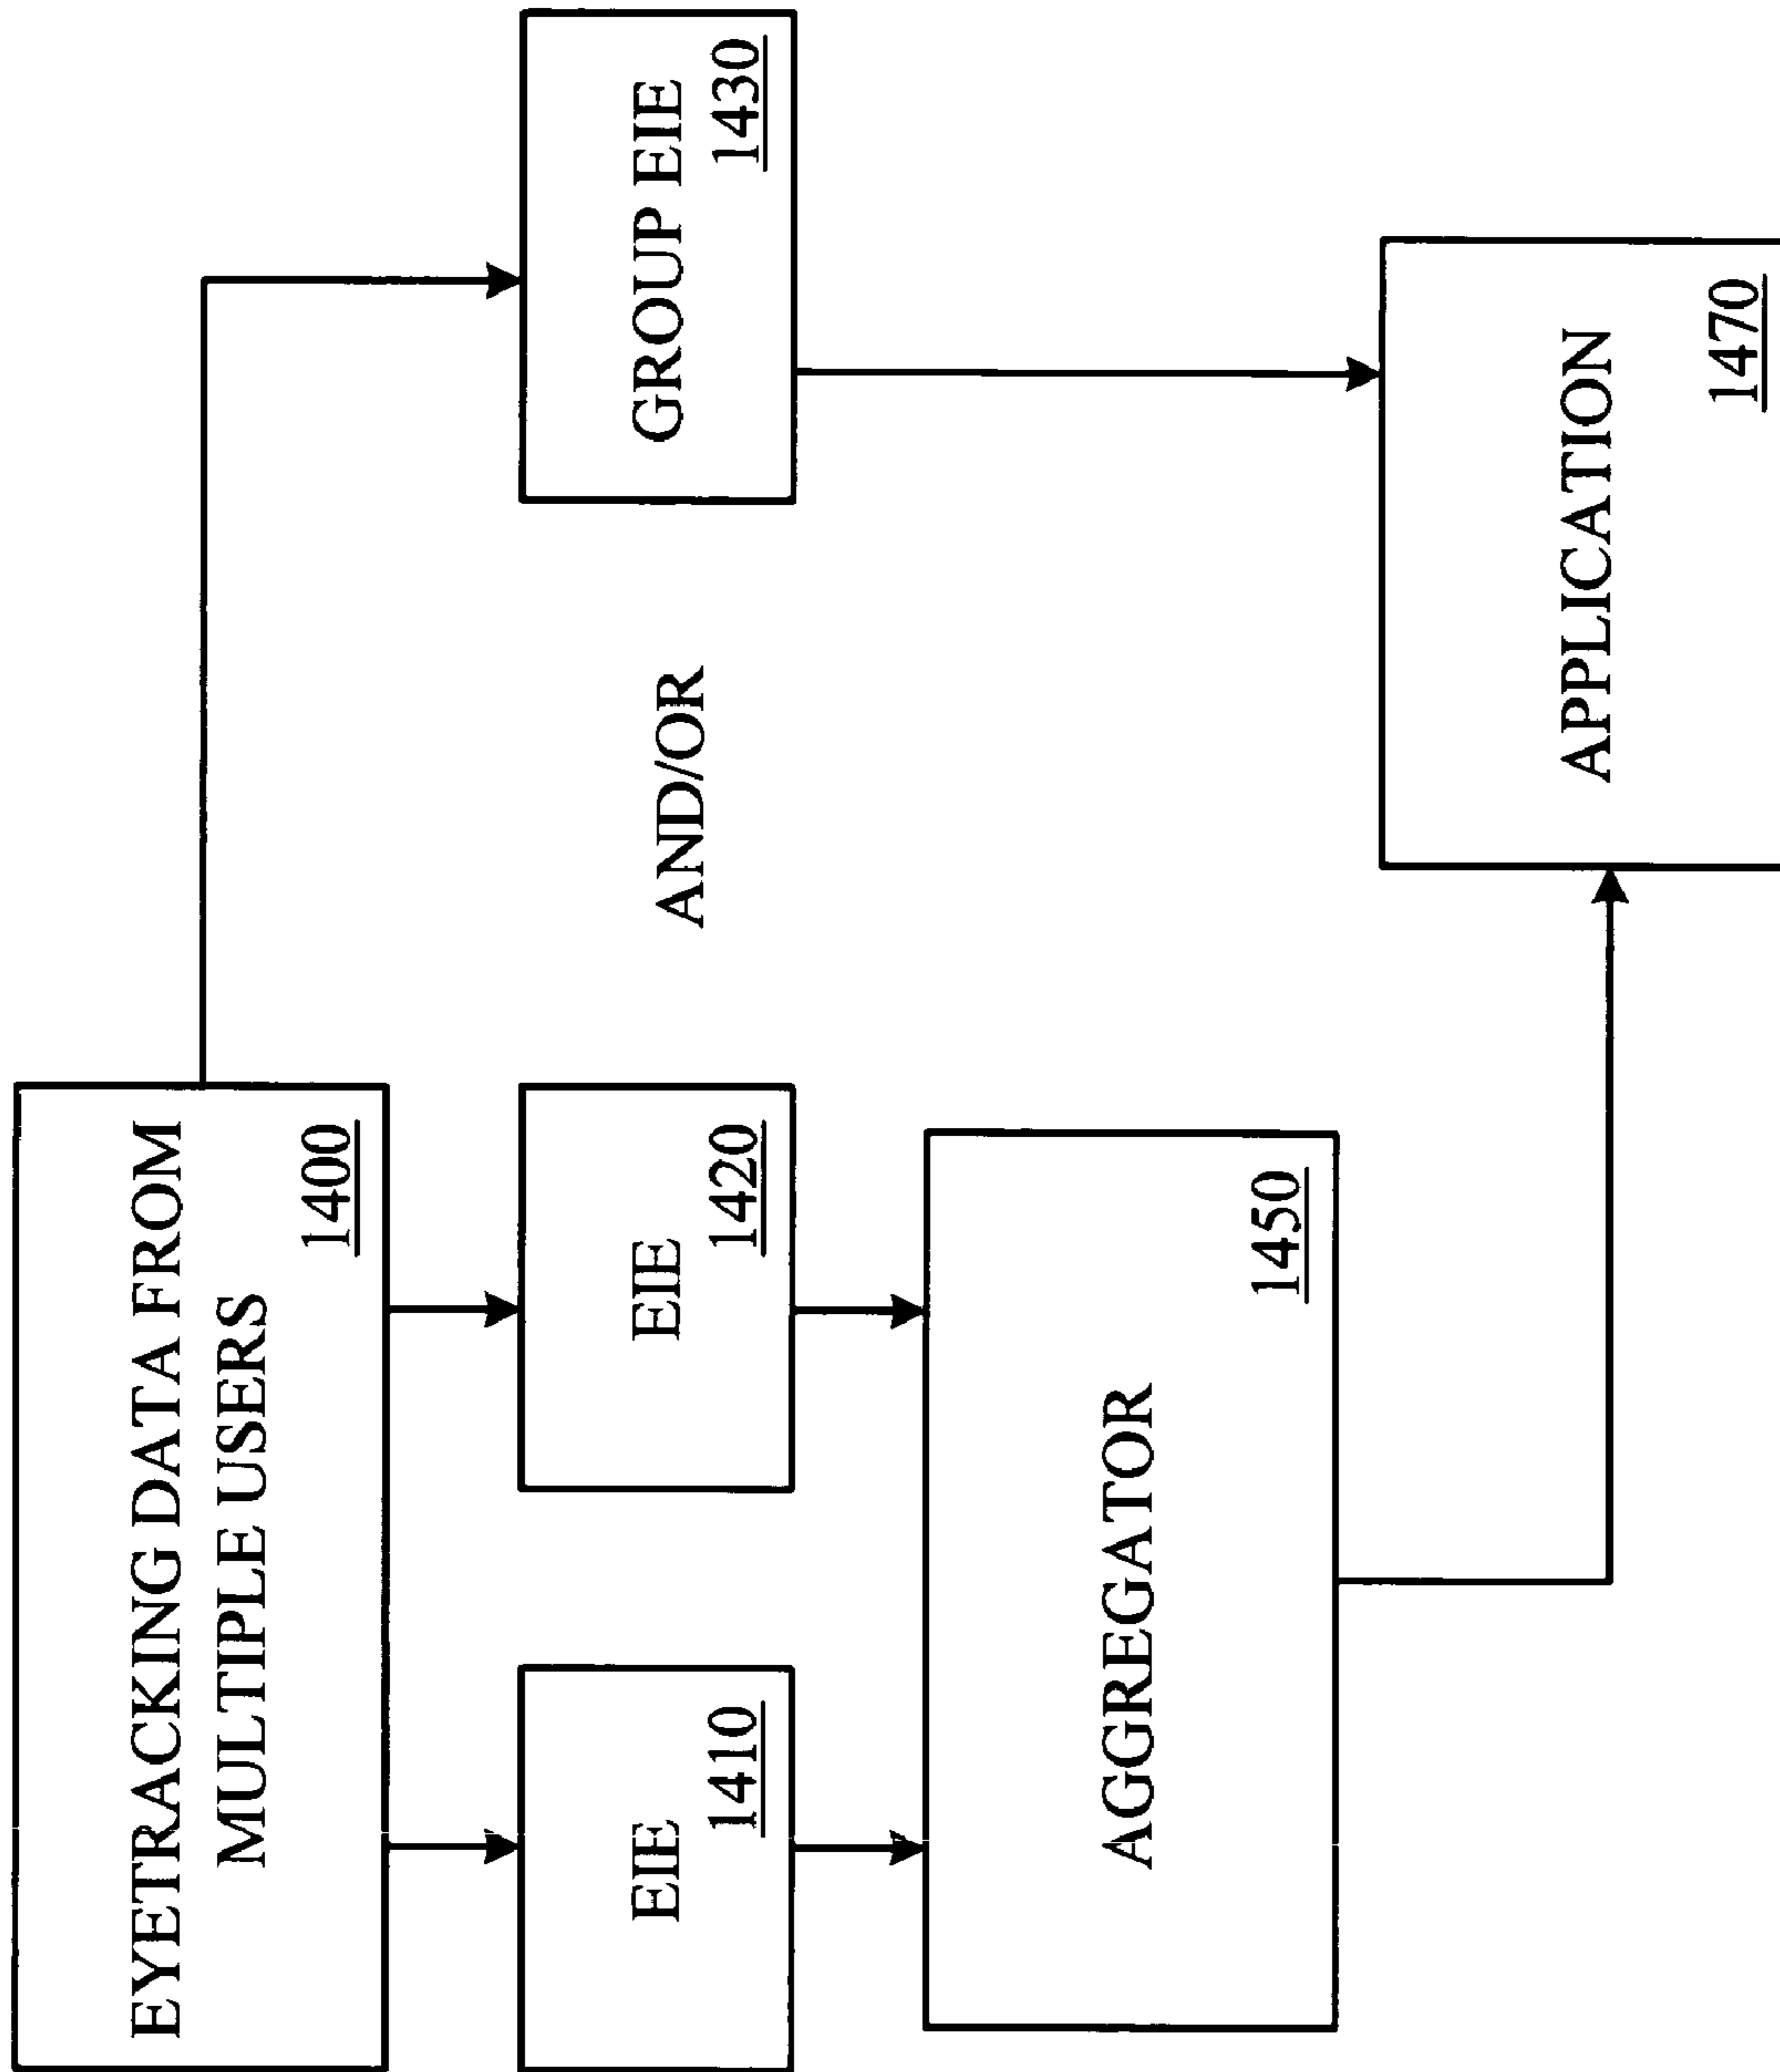 EYETRACKING DATA FROM
MULTIPLE USERS
1400
EIE
1410
EIE
1420
AND/OR
GROUP EIE
1430
AGGREGATOR
1450
APPLICATION
1470